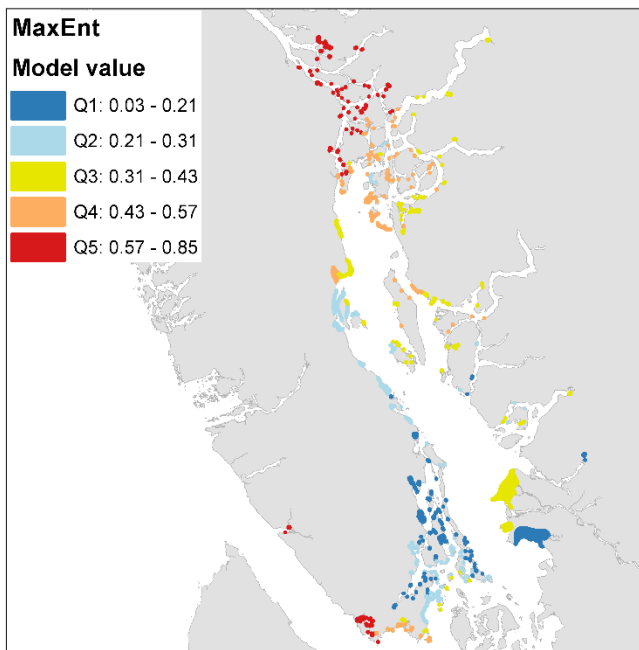 MaxEnt
Model value
Q1: 0.03 - 0.21
Q2: 0.21 - 0.31
Q3: 0.31 - 0.43
Q4: 0.43 - 0.57
Q5: 0.57 - 0.85